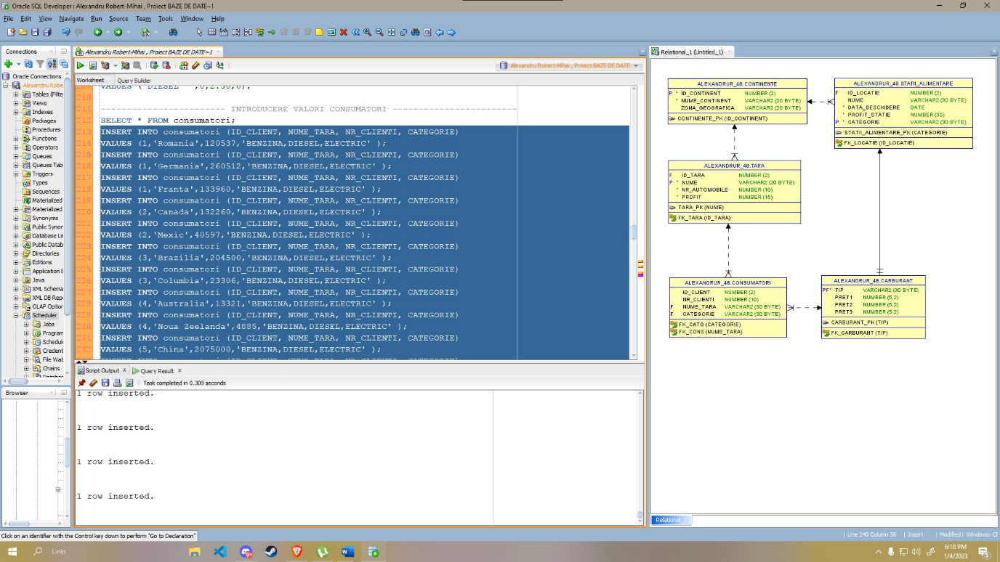 Oracle SQL Developer : Alexandru Robert-Mihai , Proiect BAZE DE DATE~1
File Edit View Navigate Run Source Team Tools Window Help
Connections
Oracle Connections
Alexandru Robe
Tables (Filte
Views
Indexes
Packages
Procedures
Functions
Operators
Queues
Queues Tab
Triggers
Types
Sequences
Materialized
Materialized
Synonyms
Public Synor
Database Lin
Public Datab
Directories
Editions
Application E
Java
XML Schema
XML DB Repo
OLAP Option
Scheduler
Jobs
Program
Schedule
Credent
File Wat
Chains
Browser
Alexandru Robert-Mihai , Proiect BAZE DE DATE~1
Alexandru Robert-Mihai , Proiect BAZE DE DATE
Worksheet Query Builder
209 VALUES ('DIESEL' ,0,2.30,0);
210
211 -------------------------- INTRODUCERE VALORI CONSUMATORI --------------------------
212 SELECT * FROM consumatori;
213 INSERT INTO consumatori (ID_CLIENT, NUME_TARA, NR_CLIENTI, CATEGORIE)
214 VALUES (1,'Romania',120537,'BENZINA,DIESEL,ELECTRIC' );
215 INSERT INTO consumatori (ID_CLIENT, NUME_TARA, NR_CLIENTI, CATEGORIE)
216 VALUES (1,'Germania',260512,'BENZINA,DIESEL,ELECTRIC' );
217 INSERT INTO consumatori (ID_CLIENT, NUME_TARA, NR_CLIENTI, CATEGORIE)
218 VALUES (1,'Franta',133960,'BENZINA,DIESEL,ELECTRIC' );
219 INSERT INTO consumatori (ID_CLIENT, NUME_TARA, NR_CLIENTI, CATEGORIE)
220 VALUES (2,'Canada',132260,'BENZINA,DIESEL,ELECTRIC' );
221 INSERT INTO consumatori (ID_CLIENT, NUME_TARA, NR_CLIENTI, CATEGORIE)
222 VALUES (2,'Mexic',40597,'BENZINA,DIESEL,ELECTRIC' );
223 INSERT INTO consumatori (ID_CLIENT, NUME_TARA, NR_CLIENTI, CATEGORIE)
224 VALUES (3,'Brazilia',204500,'BENZINA,DIESEL,ELECTRIC' );
225 INSERT INTO consumatori (ID_CLIENT, NUME_TARA, NR_CLIENTI, CATEGORIE)
226 VALUES (3,'Columbia',23306,'BENZINA,DIESEL,ELECTRIC' );
227 INSERT INTO consumatori (ID_CLIENT, NUME_TARA, NR_CLIENTI, CATEGORIE)
228 VALUES (4,'Australia',13321,'BENZINA,DIESEL,ELECTRIC' );
229 INSERT INTO consumatori (ID_CLIENT, NUME_TARA, NR_CLIENTI, CATEGORIE)
230 VALUES (4,'Noua Zeelanda',4885,'BENZINA,DIESEL,ELECTRIC' );
231 INSERT INTO consumatori (ID_CLIENT, NUME_TARA, NR_CLIENTI, CATEGORIE)
232 VALUES (5,'China',2075000,'BENZINA,DIESEL,ELECTRIC' );
Script Output Query Result
Task completed in 0.309 seconds
1 row inserted.
1 row inserted.
1 row inserted.
1 row inserted.
Relational_1 (Untitled_1)
ALEXANDRUR_48.CONTINENTE
P * ID_CONTINENT NUMBER (2)
* NUME_CONTINENT VARCHAR2 (20 BYTE)
ZONA_GEOGRAFICA VARCHAR2 (20 BYTE)
CONTINENTE_PK (ID_CONTINENT)
ALEXANDRUR_48.STATII_ALIMENTARE
F ID_LOCATIE NUMBER (2)
NUME VARCHAR2 (30 BYTE)
* DATA_DESCHIDERE DATE
* PROFIT_STATIE NUMBER (30)
P * CATEGORIE VARCHAR2 (30 BYTE)
STATII_ALIMENTARE_PK (CATEGORIE)
FK_LOCATIE (ID_LOCATIE)
ALEXANDRUR_48.TARA
F ID_TARA NUMBER (2)
P * NUME VARCHAR2 (20 BYTE)
* NR_AUTOMOBILE NUMBER (10)
* PROFIT NUMBER (15)
TARA_PK (NUME)
FK_TARA (ID_TARA)
ALEXANDRUR_48.CONSUMATORI
ID_CLIENT NUMBER (2)
NR_CLIENTI NUMBER (10)
F NUME_TARA VARCHAR2 (30 BYTE)
F CATEGORIE VARCHAR2 (30 BYTE)
FK_CATG (CATEGORIE)
FK_CONS (NUME_TARA)
ALEXANDRUR_48.CARBURANT
PF* TIP VARCHAR2 (30 BYTE)
PRET1 NUMBER (5,2)
PRET2 NUMBER (5,2)
PRET3 NUMBER (5,2)
CARBURANT_PK (TIP)
FK_CARBURANT (TIP)
Relational_1
Click on an identifier with the Control key down to perform "Go to Declaration"
Line 240 Column 56 Insert Modified Windows: Cl
Links
6:18 PM
1/4/2023
5